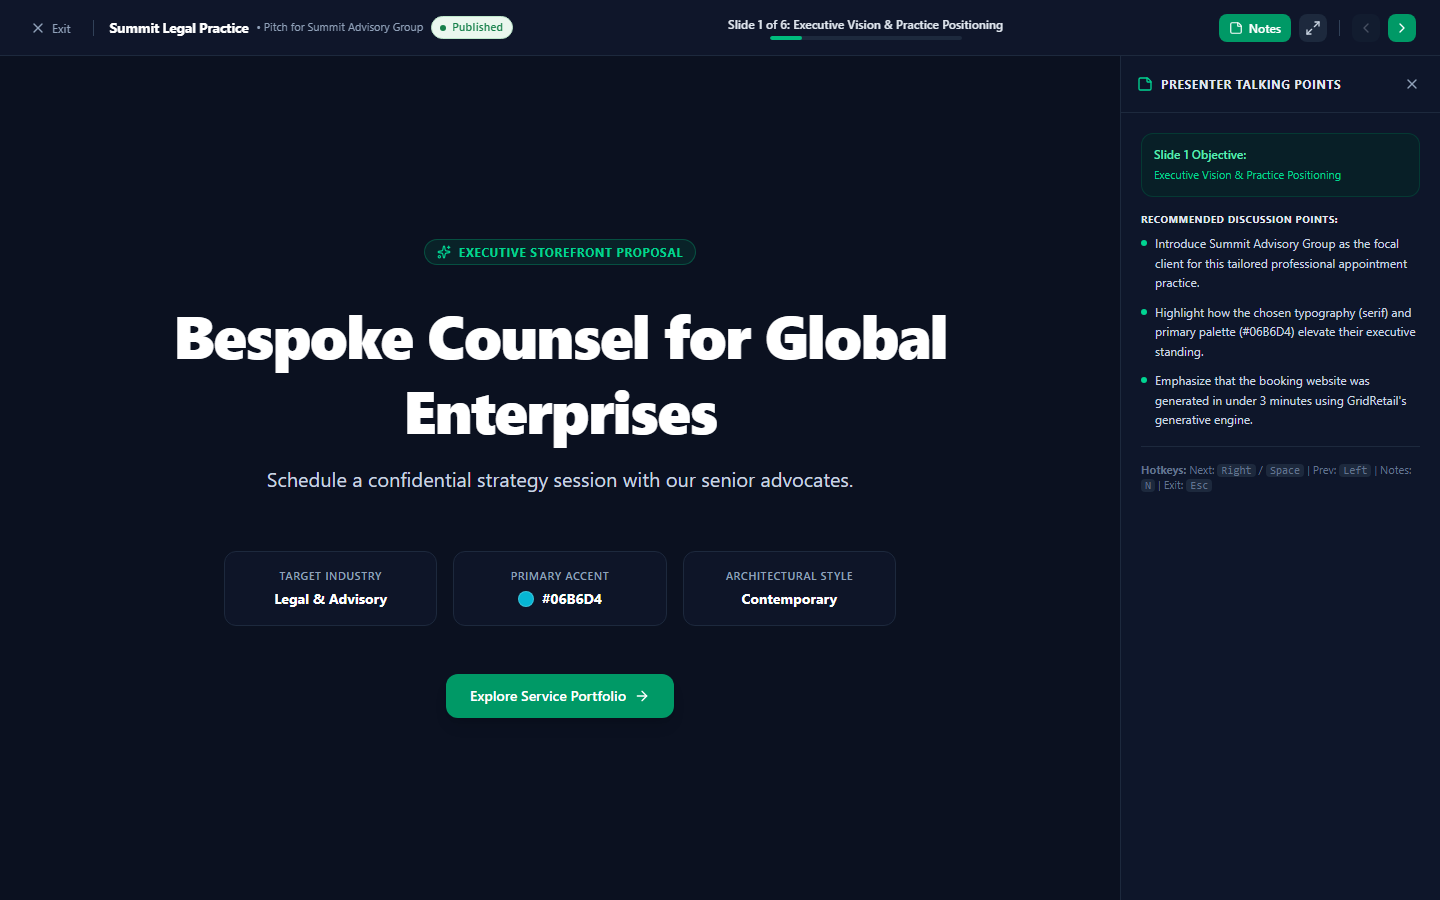 Exit
Summit Legal Practice • Pitch for Summit Advisory Group Published
Slide 1 of 6: Executive Vision & Practice Positioning
Notes
EXECUTIVE STOREFRONT PROPOSAL
Bespoke Counsel for Global
Enterprises
Schedule a confidential strategy session with our senior advocates.
TARGET INDUSTRY
Legal & Advisory
PRIMARY ACCENT
#06B6D4
ARCHITECTURAL STYLE
Contemporary
Explore Service Portfolio
PRESENTER TALKING POINTS
Slide 1 Objective:
Executive Vision & Practice Positioning
RECOMMENDED DISCUSSION POINTS:
Introduce Summit Advisory Group as the focal
client for this tailored professional appointment
practice.
Highlight how the chosen typography (serif) and
primary palette (#06B6D4) elevate their executive
standing.
Emphasize that the booking website was
generated in under 3 minutes using GridRetail's
generative engine.
Hotkeys: Next: Right / Space | Prev: Left | Notes:
N | Exit: Esc